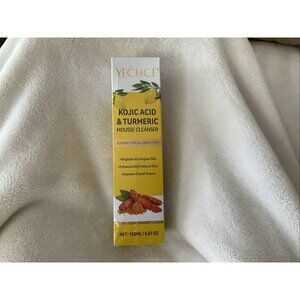 KOJIC ACID
& TURMERIC
MOUSSE CLEANSER
SUITABLE FOR ALL SKIN TYPES
•Brightens & Energizes Skin
•Enhances Skin's Natural Glow
•Improves Overall Texture
NET: 150ML / 5.07 OZ